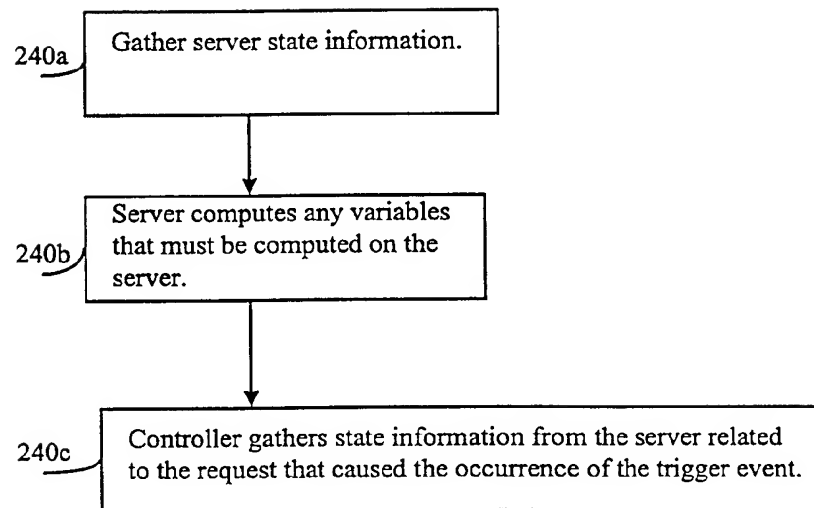 240a
Gather server state information.
240b
Server computes any variables
that must be computed on the
server.
240c
Controller gathers state information from the server related
to the request that caused the occurrence of the trigger event.